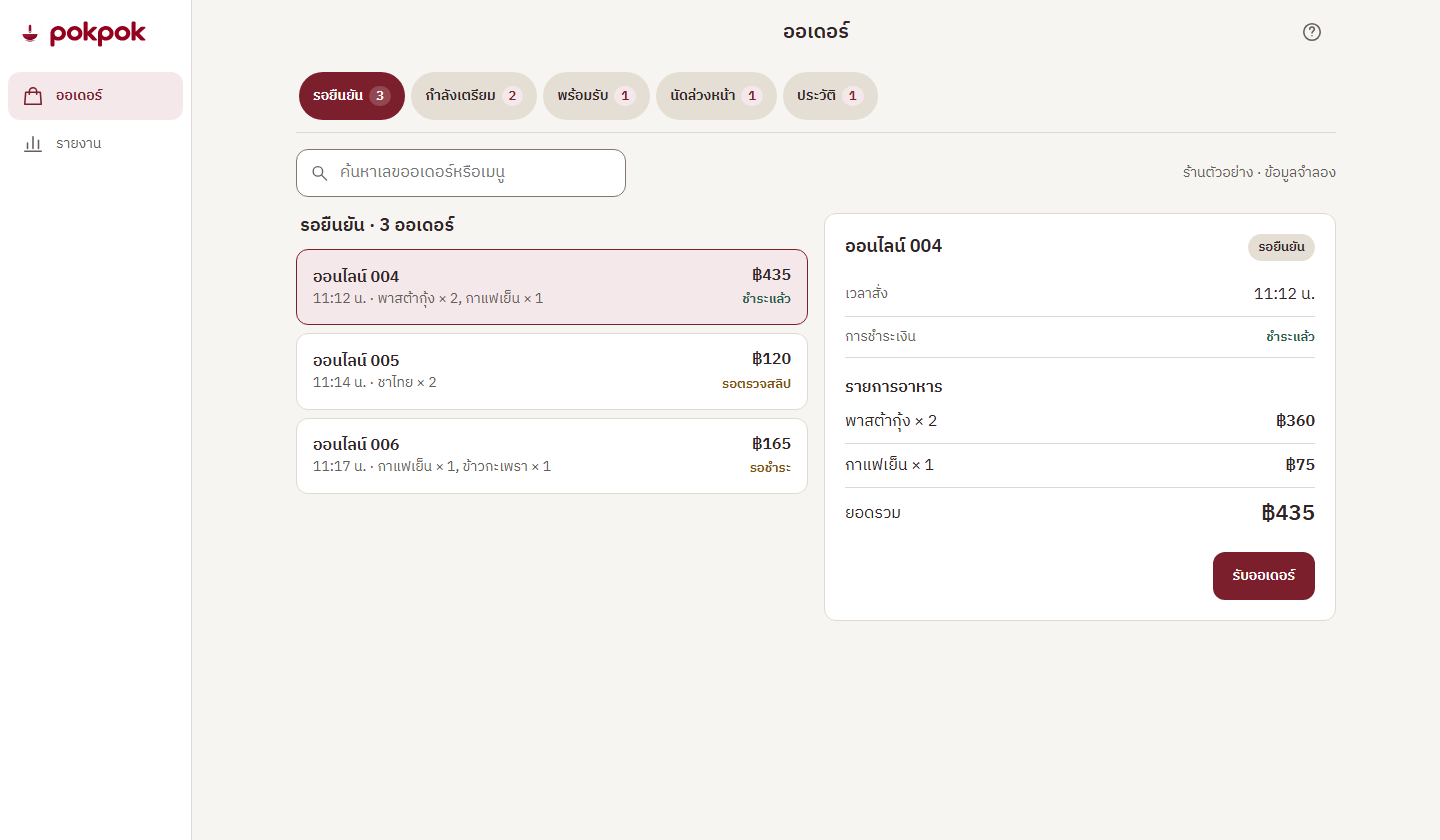 pokpok
ออเดอร์
รายงาน
ออเดอร์
รอยืนยัน 3
กำลังเตรียม 2
พร้อมรับ 1
นัดล่วงหน้า 1
ประวัติ 1
ค้นหาเลขออเดอร์หรือเมนู
ร้านตัวอย่าง · ข้อมูลจำลอง
รอยืนยัน · 3 ออเดอร์
ออนไลน์ 004
฿435
11:12 น. · พาสต้ากุ้ง × 2, กาแฟเย็น × 1
ชำระแล้ว
ออนไลน์ 005
฿120
11:14 น. · ชาไทย × 2
รอตรวจสลิป
ออนไลน์ 006
฿165
11:17 น. · กาแฟเย็น × 1, ข้าวกะเพรา × 1
รอชำระ
ออนไลน์ 004
รอยืนยัน
เวลาสั่ง
11:12 น.
การชำระเงิน
ชำระแล้ว
รายการอาหาร
พาสต้ากุ้ง × 2
฿360
กาแฟเย็น × 1
฿75
ยอดรวม
฿435
รับออเดอร์